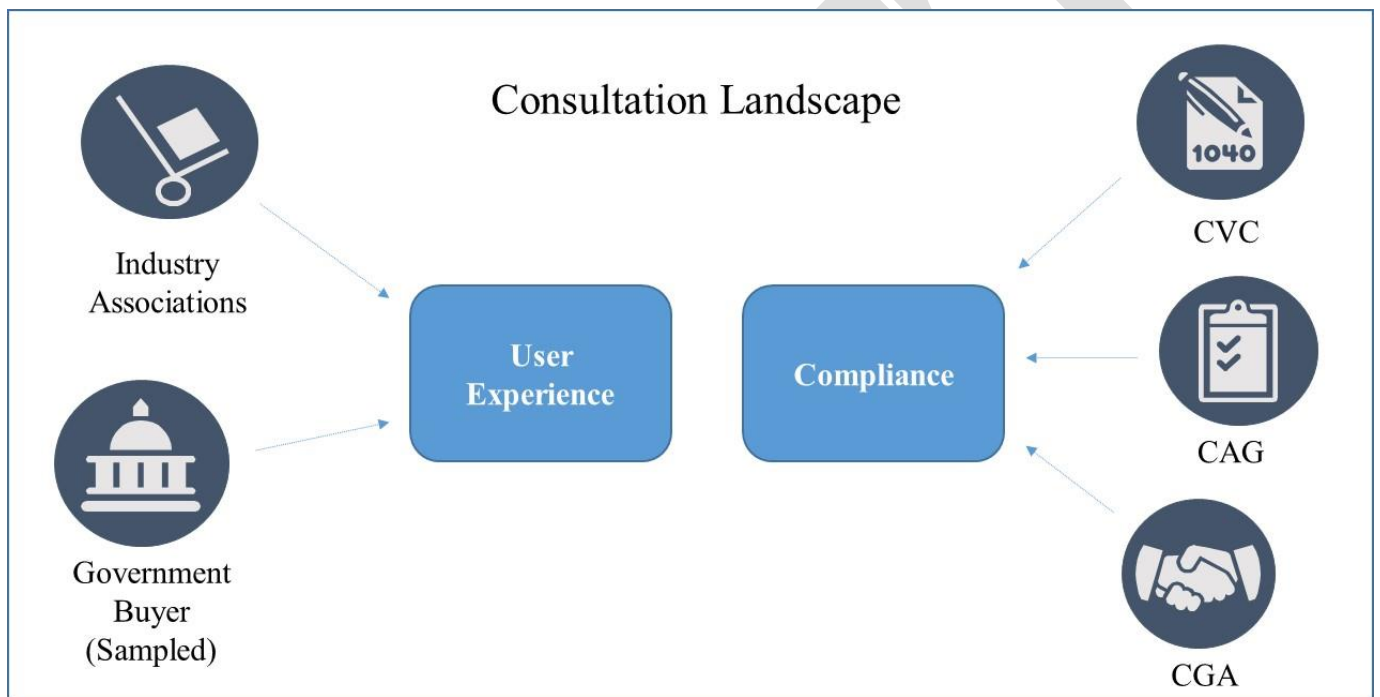 Consultation Landscape
Industry
Associations
Government
Buyer
(Sampled)
User
Experience
Compliance
1040
CVC
CAG
CGA